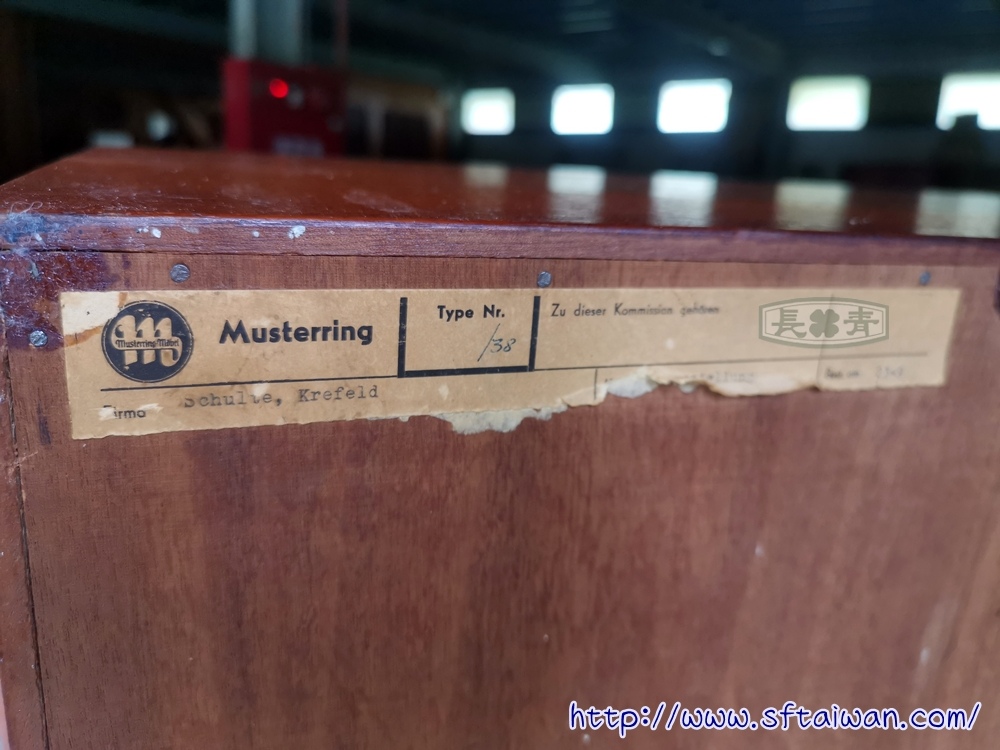 Musterring-Möbel
Musterring
Type Nr.
/38
Zu dieser Kommission gehören
長青
Firma
Schulte, Krefeld
http://www.sftaiwan.com/